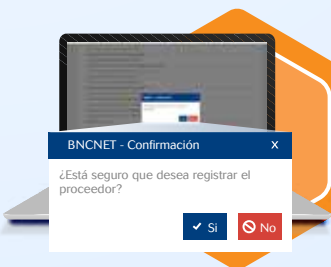 BNCNET - Confirmación x
¿Está seguro que desea registrar el
proceedor?
Si No